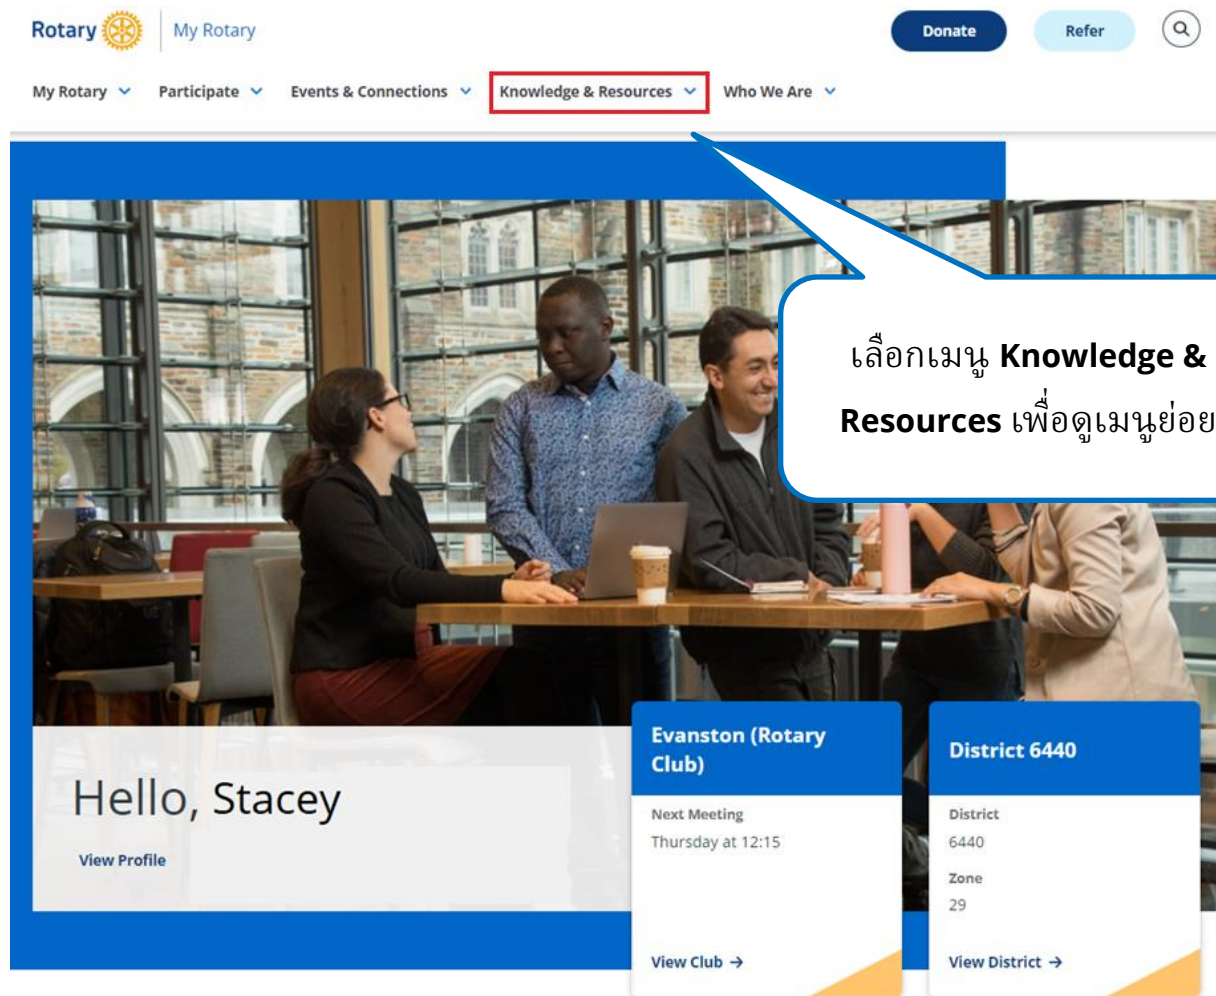 Rotary
My Rotary
Donate
Refer
My Rotary
Participate
Events & Connections
Knowledge & Resources
Who We Are
เลือกเมนู Knowledge &
Resources เพื่อดูเมนูย่อย
Hello, Stacey
View Profile
Evanston (Rotary
Club)
Next Meeting
Thursday at 12:15
View Club →
District 6440
District
6440
Zone
29
View District →